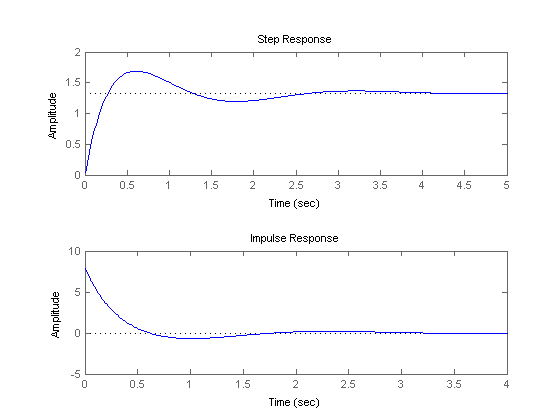 Step Response
2
1.5
1
0.5
0
Amplitude
0 0.5 1 1.5 2 2.5 3 3.5 4 4.5 5
Time (sec)
Impulse Response
10
5
0
-5
Amplitude
0 0.5 1 1.5 2 2.5 3 3.5 4
Time (sec)